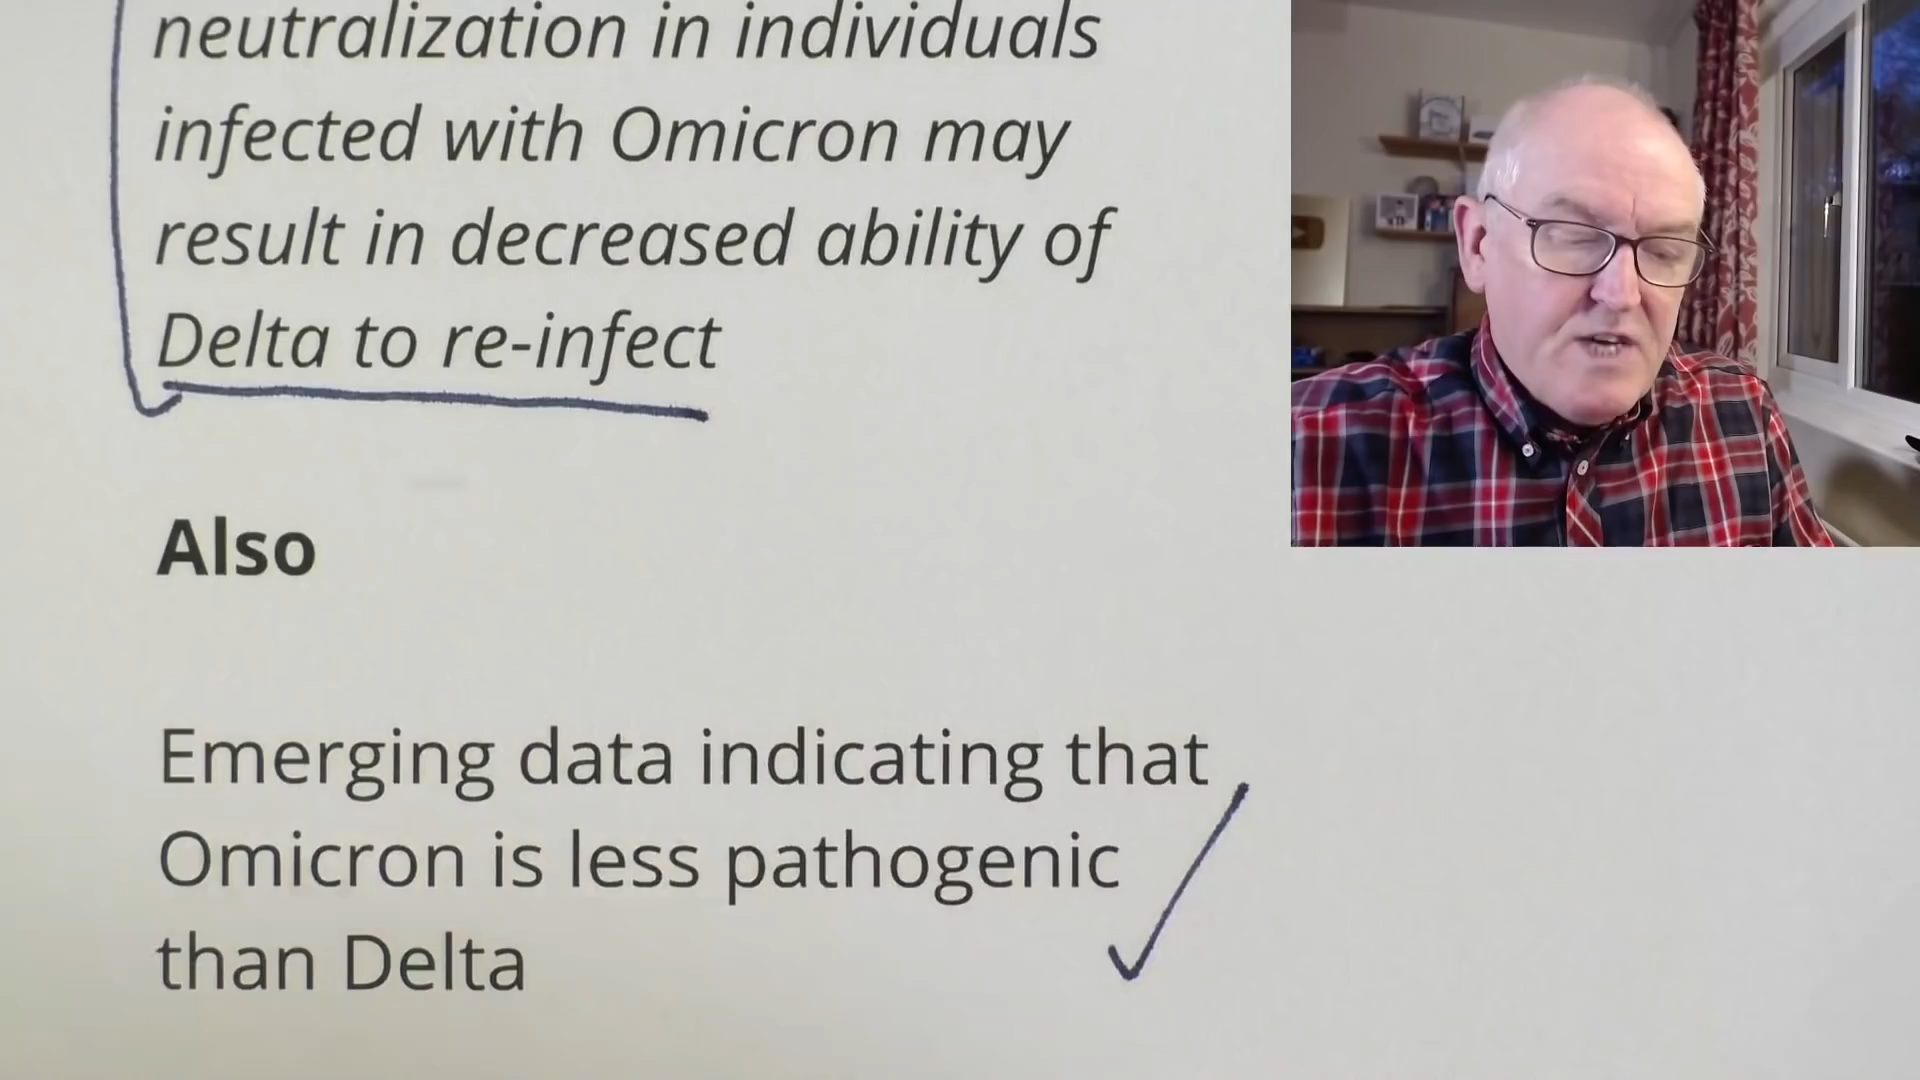 neutralization in individuals
infected with Omicron may
result in decreased ability of
Delta to re-infect
Also
Emerging data indicating that
Omicron is less pathogenic
than Delta